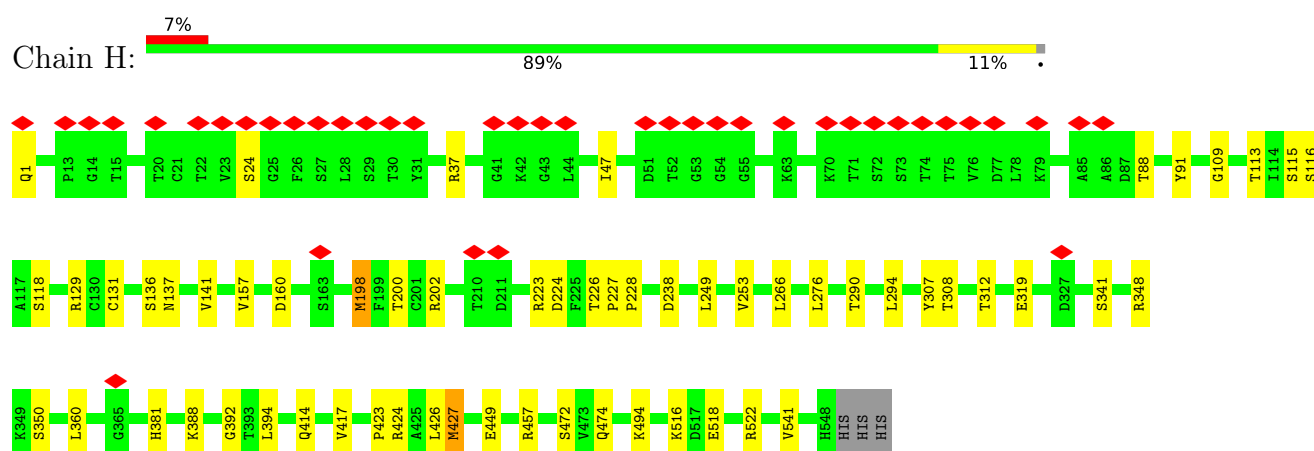 7%
Chain H:
89% 11% •
Q1 P13 G14 T15 T20 C21 T22 V23 S24 G25 F26 S27 L28 S29 T30 Y31 R37 G41 K42 G43 L44 I47 D51 T52 G53 G54 G55 K63 K70 T71 S72 S73 T74 T75 V76 D77 L78 K79 A85 A86 D87 T88 Y91 G109 T113 I114 S115 S116
A117 S118 R129 C130 C131 S136 N137 V141 V157 D160 S163 M198 F199 T200 C201 R202 T210 D211 R223 D224 F225 T226 P227 P228 D238 L249 V253 L266 L276 T290 L294 Y307 T308 T312 E319 D327 S341 R348
K349 S350 L360 G365 H381 K388 G392 T393 L394 Q414 V417 P423 R424 A425 L426 M427 E449 R457 S472 V473 Q474 K494 K516 D517 E518 R522 V541 H548 HIS HIS HIS